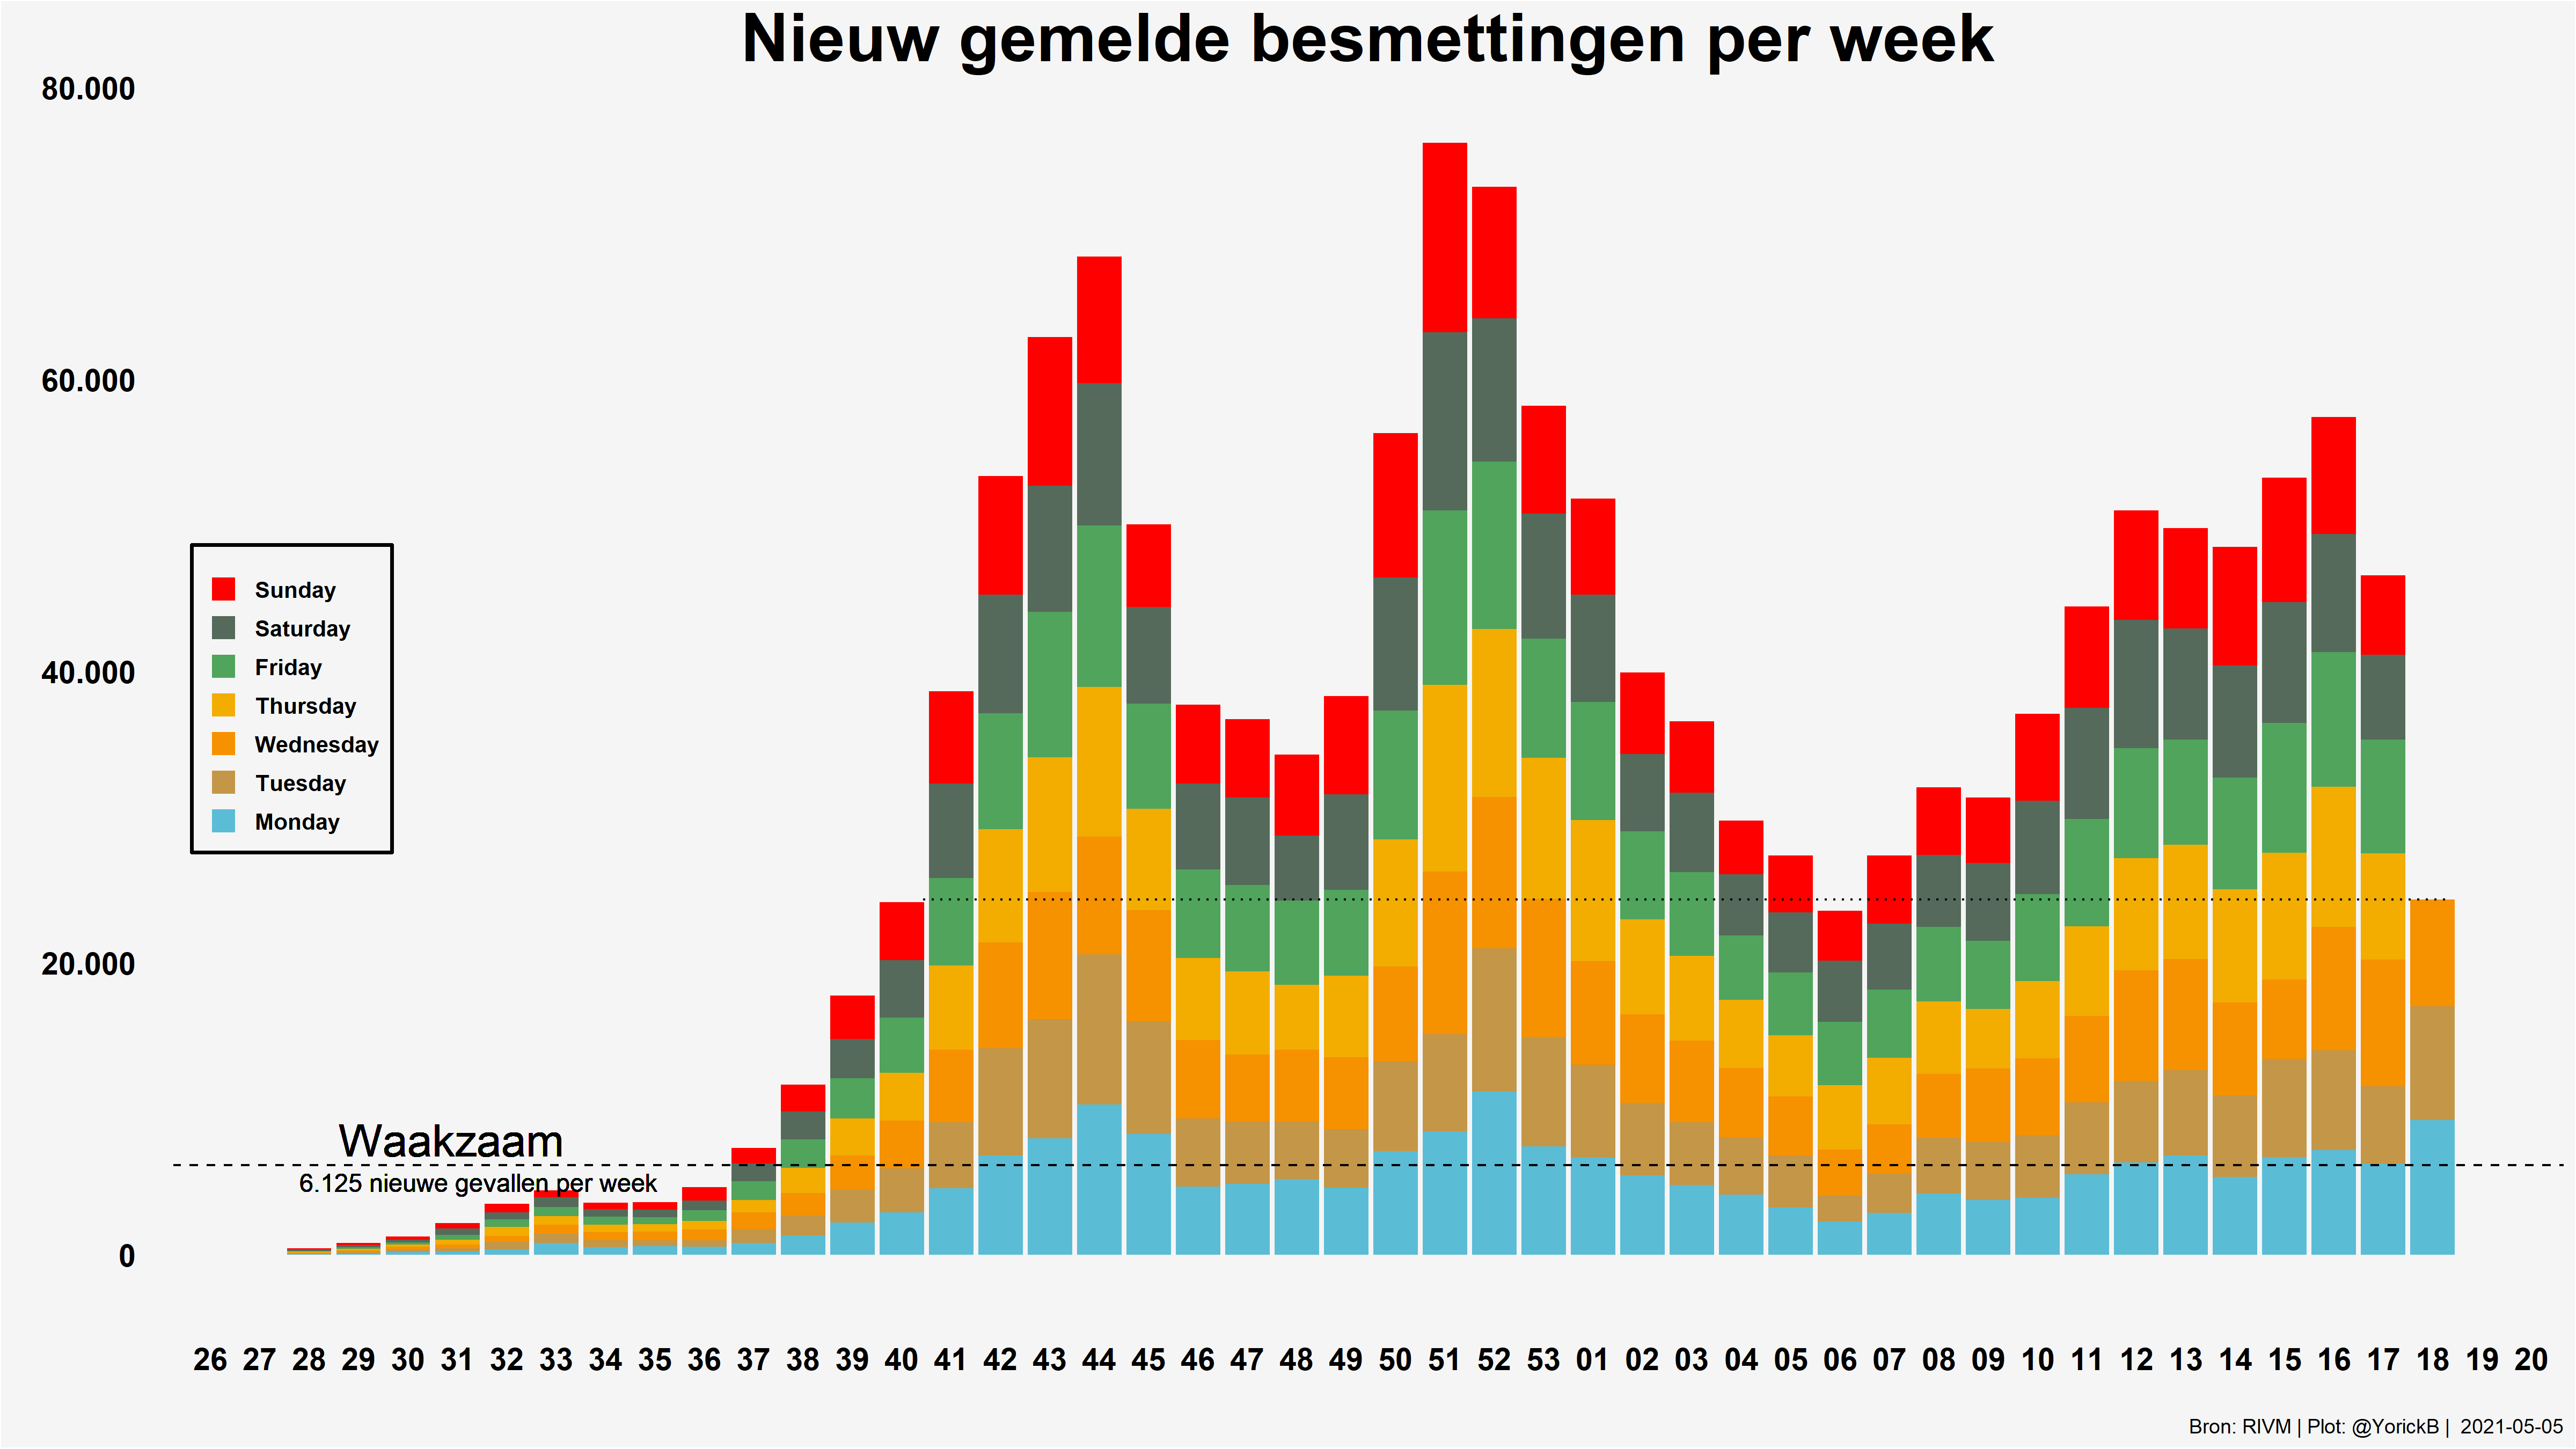 Nieuw gemelde besmettingen per week
80.000
60.000
40.000
20.000
0
Sunday
Saturday
Friday
Thursday
Wednesday
Tuesday
Monday
Waakzaam
6.125 nieuwe gevallen per week
26 27 28 29 30 31 32 33 34 35 36 37 38 39 40 41 42 43 44 45 46 47 48 49 50 51 52 53 01 02 03 04 05 06 07 08 09 10 11 12 13 14 15 16 17 18 19 20
Bron: RIVM | Plot: @YorickB | 2021-05-05